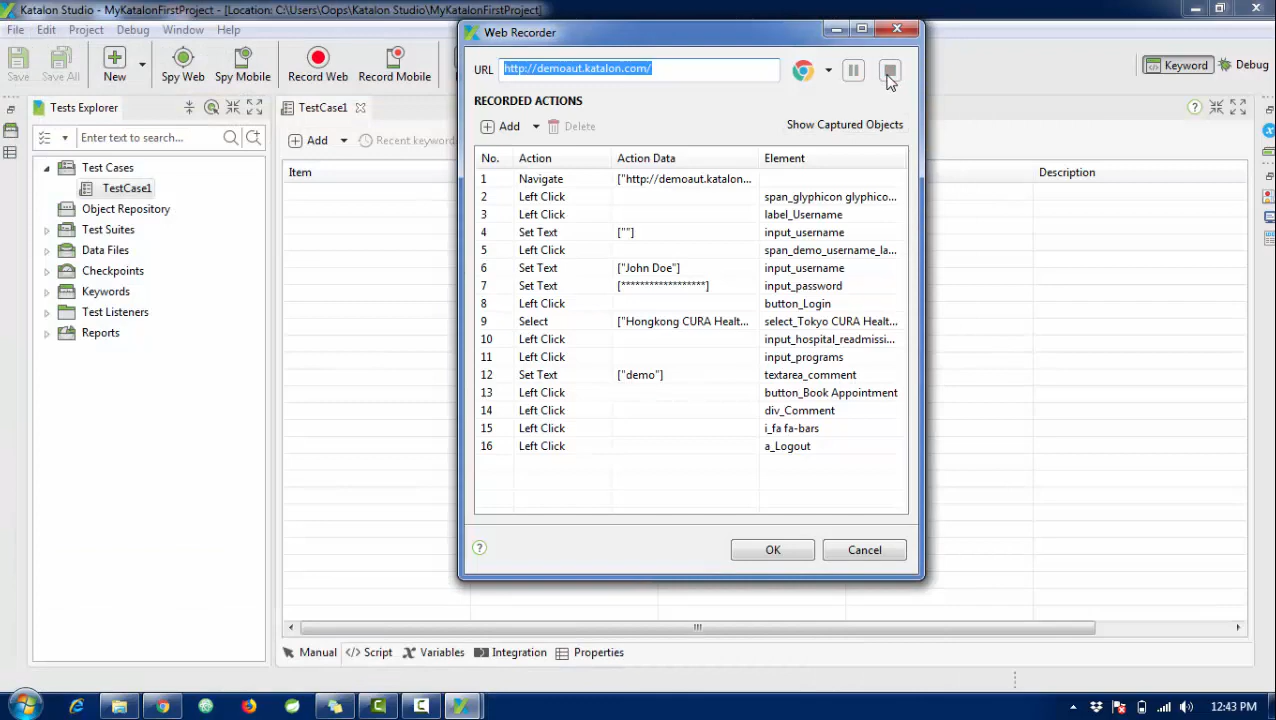 Katalon Studio - MyKatalonFirstProject - [Location: C:\Users\Oops\Katalon Studio\MyKatalonFirstProject]
File Edit Project Debug Window Help
Save Save All New Spy Web Spy Mobile Record Web Record Mobile Keyword Debug
Tests Explorer
Enter text to search...
Test Cases
TestCase1
Object Repository
Test Suites
Data Files
Checkpoints
Keywords
Test Listeners
Reports
TestCase1
Add Recent keyword
Item Description
Web Recorder
URL http://demoaut.katalon.com/
RECORDED ACTIONS
Add Delete Show Captured Objects
No. Action Action Data Element
1 Navigate ["http://demoaut.katalon...
2 Left Click span_glyphicon glyphico...
3 Left Click label_Username
4 Set Text [""] input_username
5 Left Click span_demo_username_la...
6 Set Text ["John Doe"] input_username
7 Set Text [******************] input_password
8 Left Click button_Login
9 Select ["Hongkong CURA Healt... select_Tokyo CURA Healt...
10 Left Click input_hospital_readmissi...
11 Left Click input_programs
12 Set Text ["demo"] textarea_comment
13 Left Click button_Book Appointment
14 Left Click div_Comment
15 Left Click i_fa fa-bars
16 Left Click a_Logout
OK Cancel
Manual Script Variables Integration Properties
12:43 PM